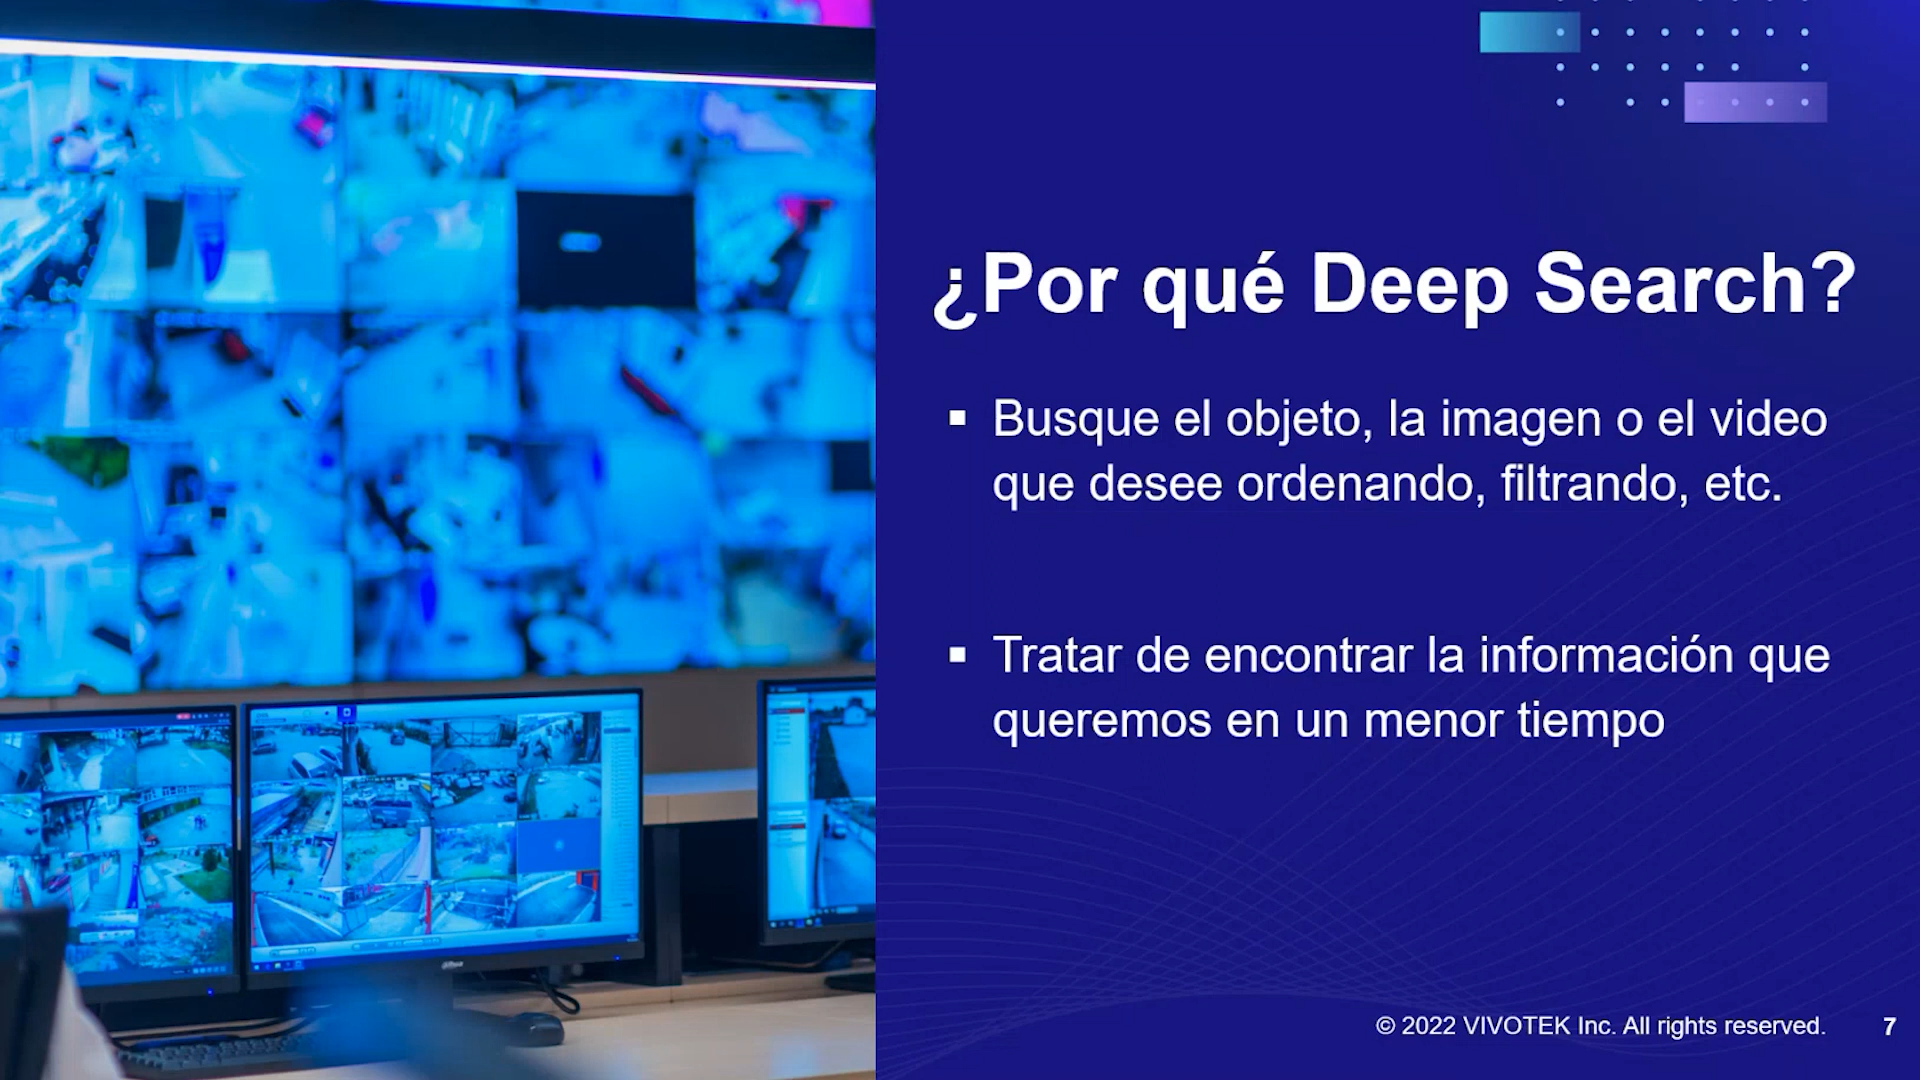 ¿Por qué Deep Search?
▪ Busque el objeto, la imagen o el video
que desee ordenando, filtrando, etc.
▪ Tratar de encontrar la información que
queremos en un menor tiempo
© 2022 VIVOTEK Inc. All rights reserved. 7